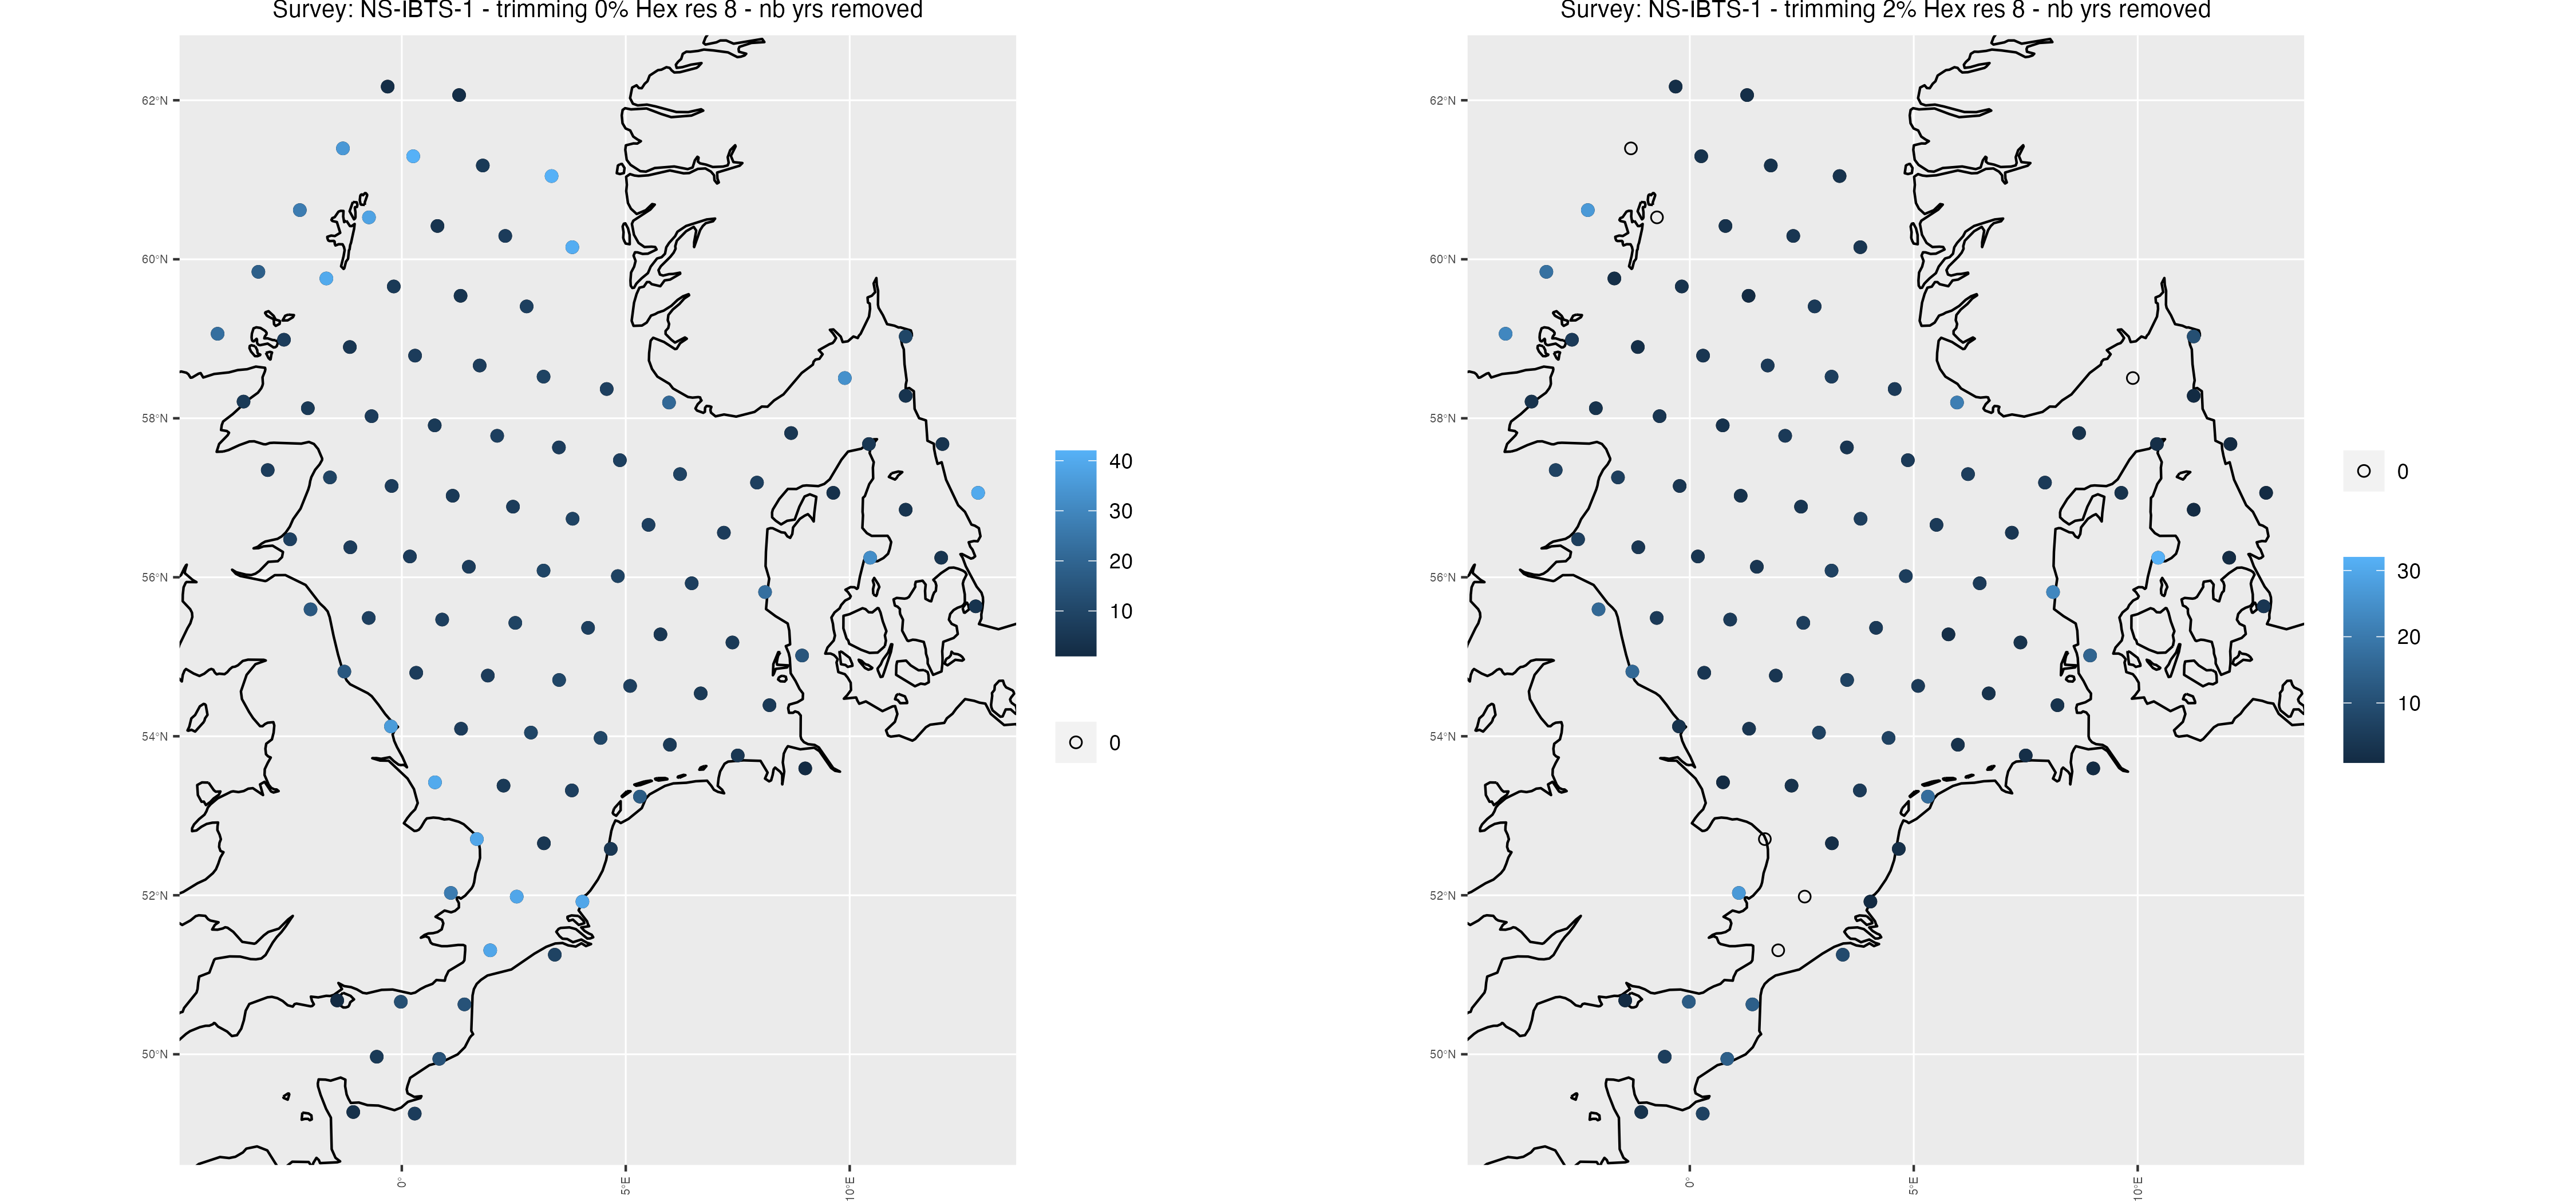 Survey: NS-IBTS-1 - trimming 0% Hex res 8 - nb yrs removed
62°N
60°N
58°N
56°N
54°N
52°N
50°N
0°
5°E
10°E
40
30
20
10
0
Survey: NS-IBTS-1 - trimming 2% Hex res 8 - nb yrs removed
62°N
60°N
58°N
56°N
54°N
52°N
50°N
0°
5°E
10°E
0
30
20
10